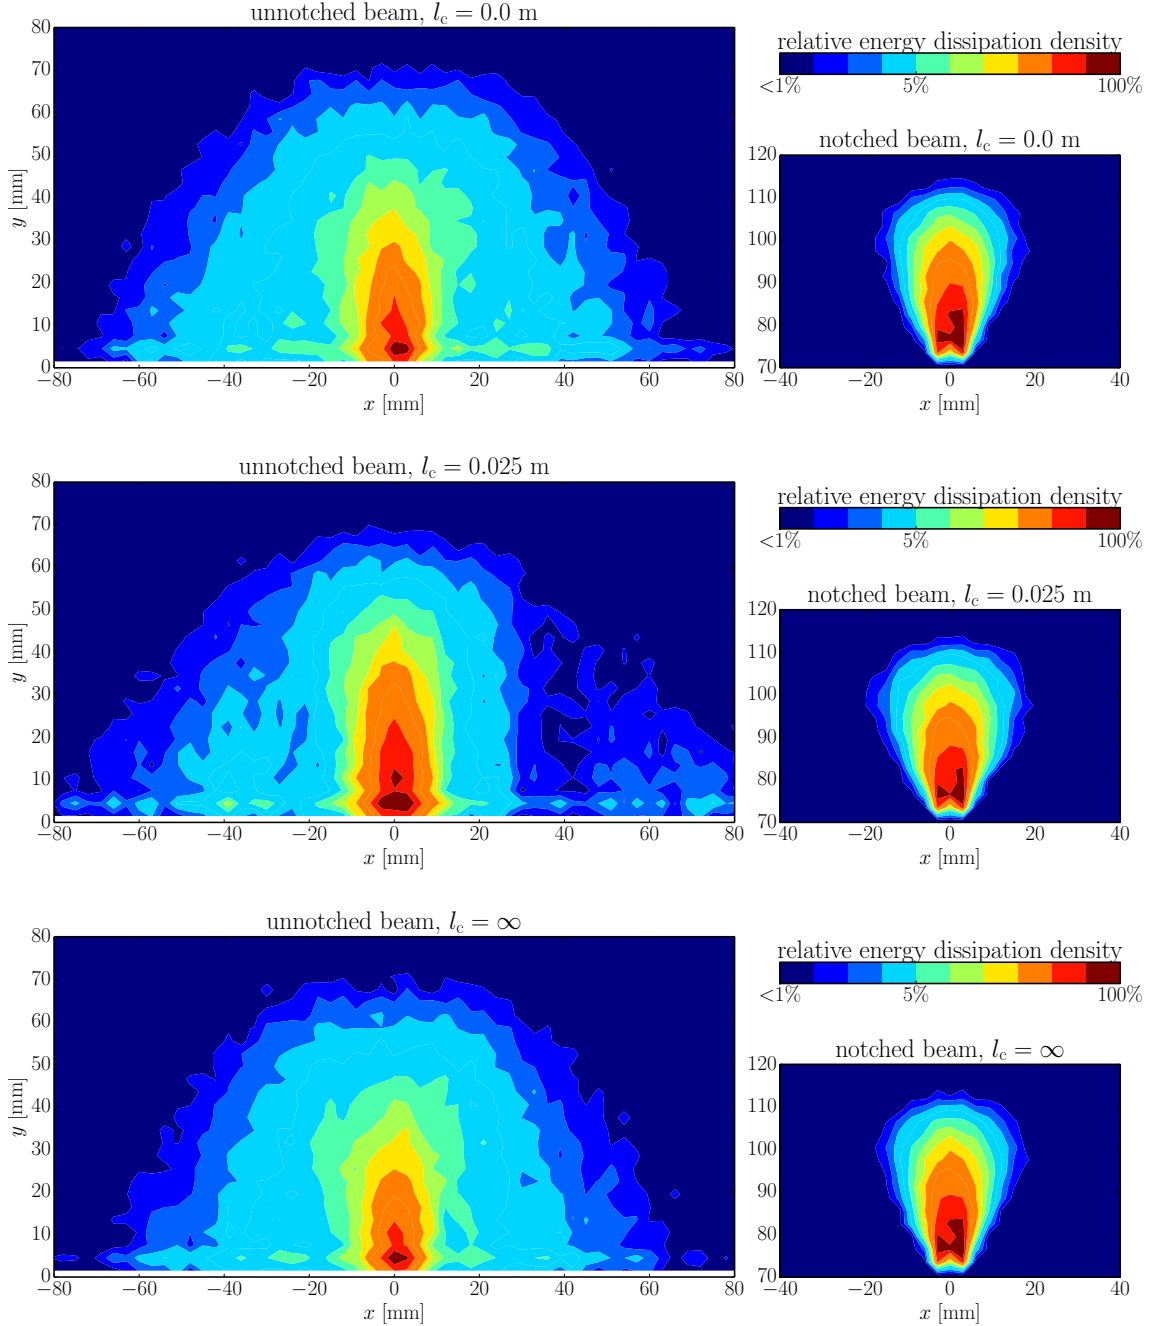 unnotched beam, l_c = 0.0 m
80
70
60
50
40
30
20
10
0
y [mm]
−80 −60 −40 −20 0 20 40 60 80
x [mm]
relative energy dissipation density
<1% 5% 100%
notched beam, l_c = 0.0 m
120
110
100
90
80
70
−40 −20 0 20 40
x [mm]
unnotched beam, l_c = 0.025 m
80
70
60
50
40
30
20
10
0
y [mm]
−80 −60 −40 −20 0 20 40 60 80
x [mm]
relative energy dissipation density
<1% 5% 100%
notched beam, l_c = 0.025 m
120
110
100
90
80
70
−40 −20 0 20 40
x [mm]
unnotched beam, l_c = ∞
80
70
60
50
40
30
20
10
0
y [mm]
−80 −60 −40 −20 0 20 40 60 80
x [mm]
relative energy dissipation density
<1% 5% 100%
notched beam, l_c = ∞
120
110
100
90
80
70
−40 −20 0 20 40
x [mm]